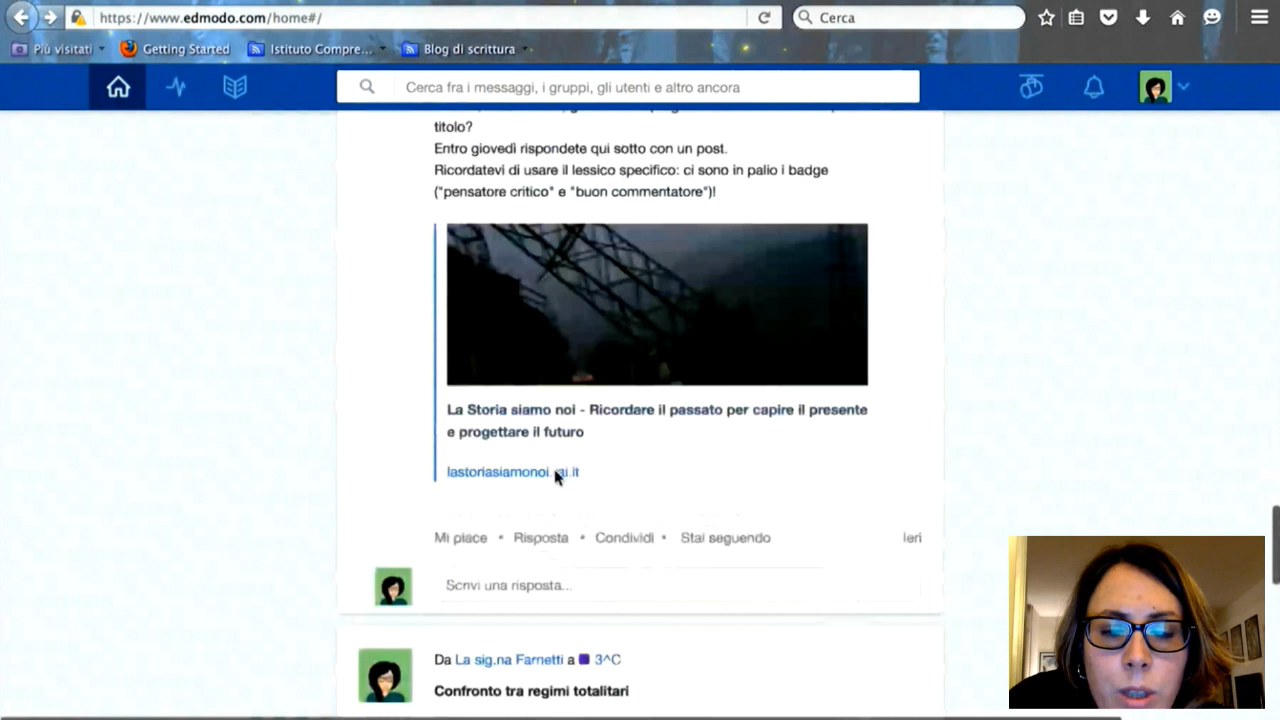 https://www.edmodo.com/home#/
Cerca
Più visitati
Getting Started
Istituto Compre...
Blog di scrittura
Cerca fra i messaggi, i gruppi, gli utenti e altro ancora
titolo?
Entro giovedì rispondete qui sotto con un post.
Ricordatevi di usare il lessico specifico: ci sono in palio i badge
("pensatore critico" e "buon commentatore")!
La Storia siamo noi - Ricordare il passato per capire il presente
e progettare il futuro
lastoriasiamonoi.rai.it
Mi piace • Risposta • Condividi • Stai seguendo
Ieri
Scrivi una risposta...
Da La sig.na Farnetti a 3^C
Confronto tra regimi totalitari